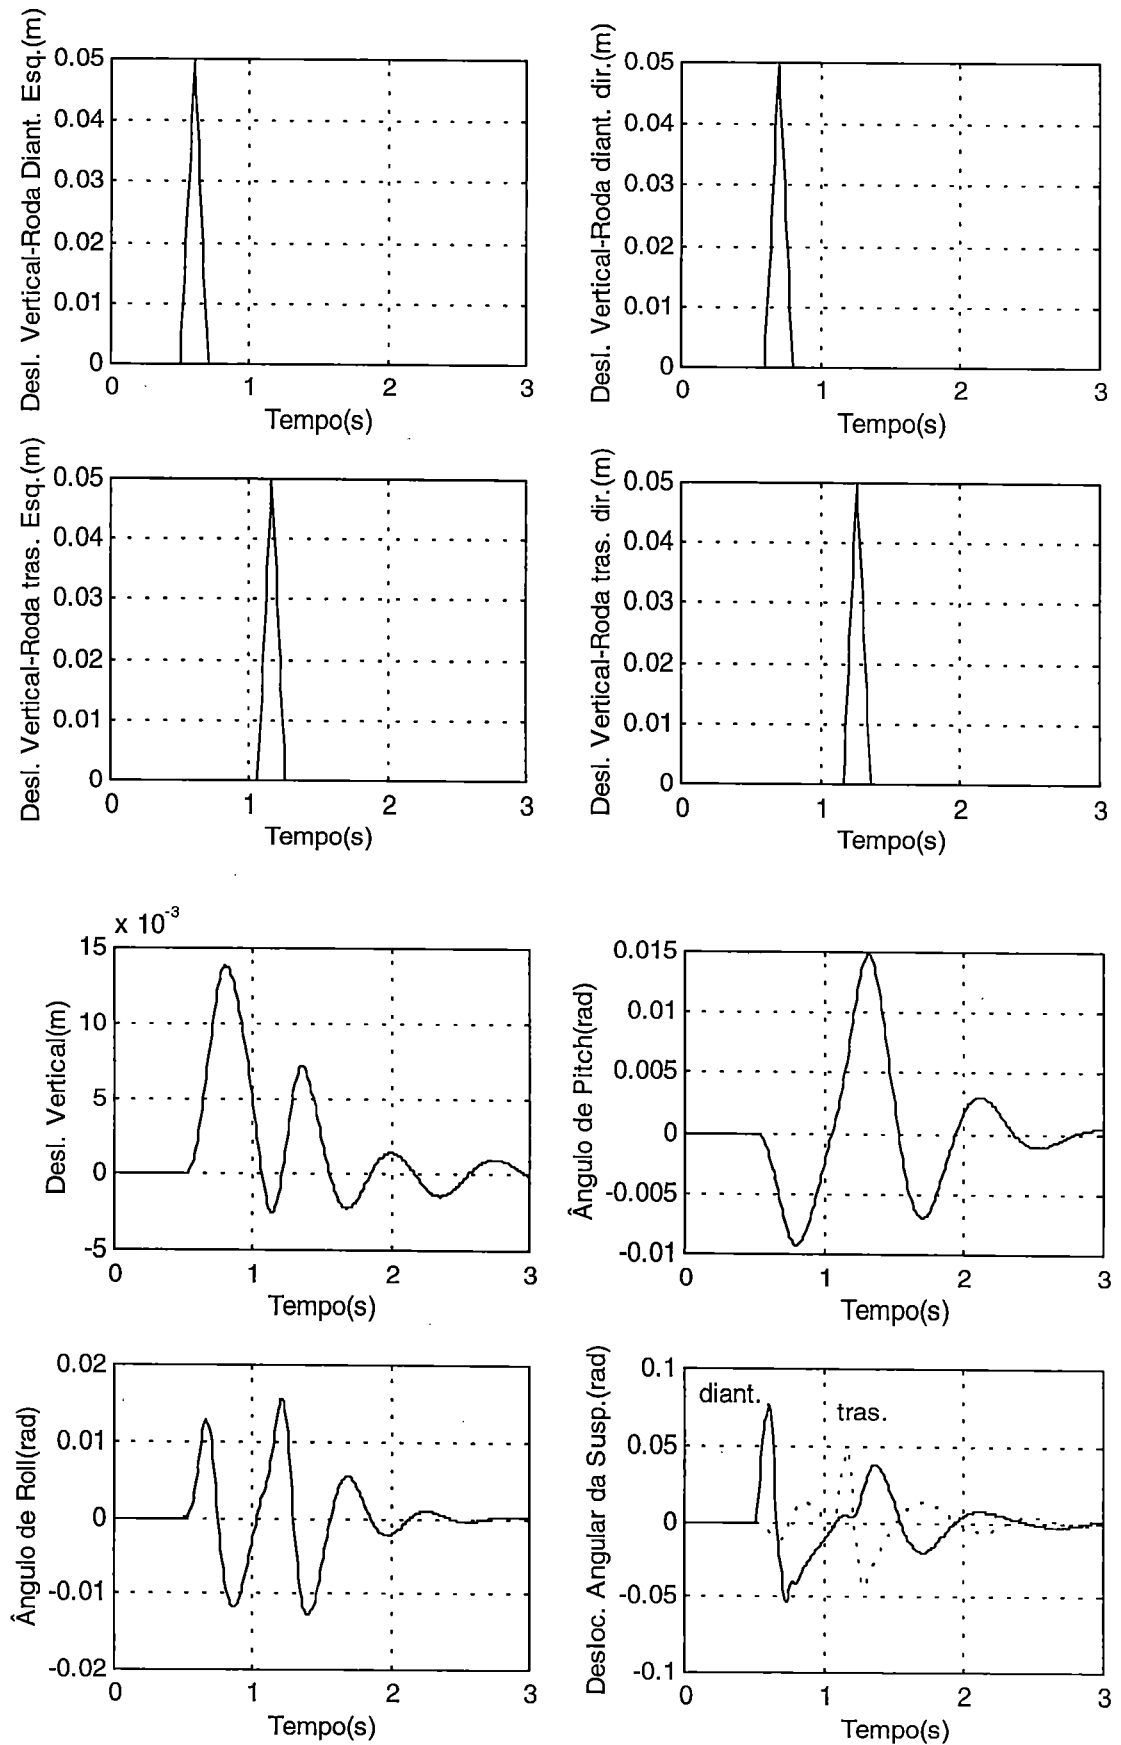 Desl. Vertical-Roda Diant. Esq.(m)
0.05
0.04
0.03
0.02
0.01
0
0 1 2 3
Tempo(s)
Desl. Vertical-Roda diant. dir.(m)
0.05
0.04
0.03
0.02
0.01
0
0 1 2 3
Tempo(s)
Desl. Vertical-Roda tras. Esq.(m)
0.05
0.04
0.03
0.02
0.01
0
0 1 2 3
Tempo(s)
Desl. Vertical-Roda tras. dir.(m)
0.05
0.04
0.03
0.02
0.01
0
0 1 2 3
Tempo(s)
x 10-3
Desl. Vertical(m)
15
10
5
0
-5
0 1 2 3
Tempo(s)
Ângulo de Pitch(rad)
0.015
0.01
0.005
0
-0.005
-0.01
0 1 2 3
Tempo(s)
Ângulo de Roll(rad)
0.02
0.01
0
-0.01
-0.02
0 1 2 3
Tempo(s)
Desloc. Angular da Susp.(rad)
0.1
0.05
0
-0.05
-0.1
diant.
tras.
0 1 2 3
Tempo(s)